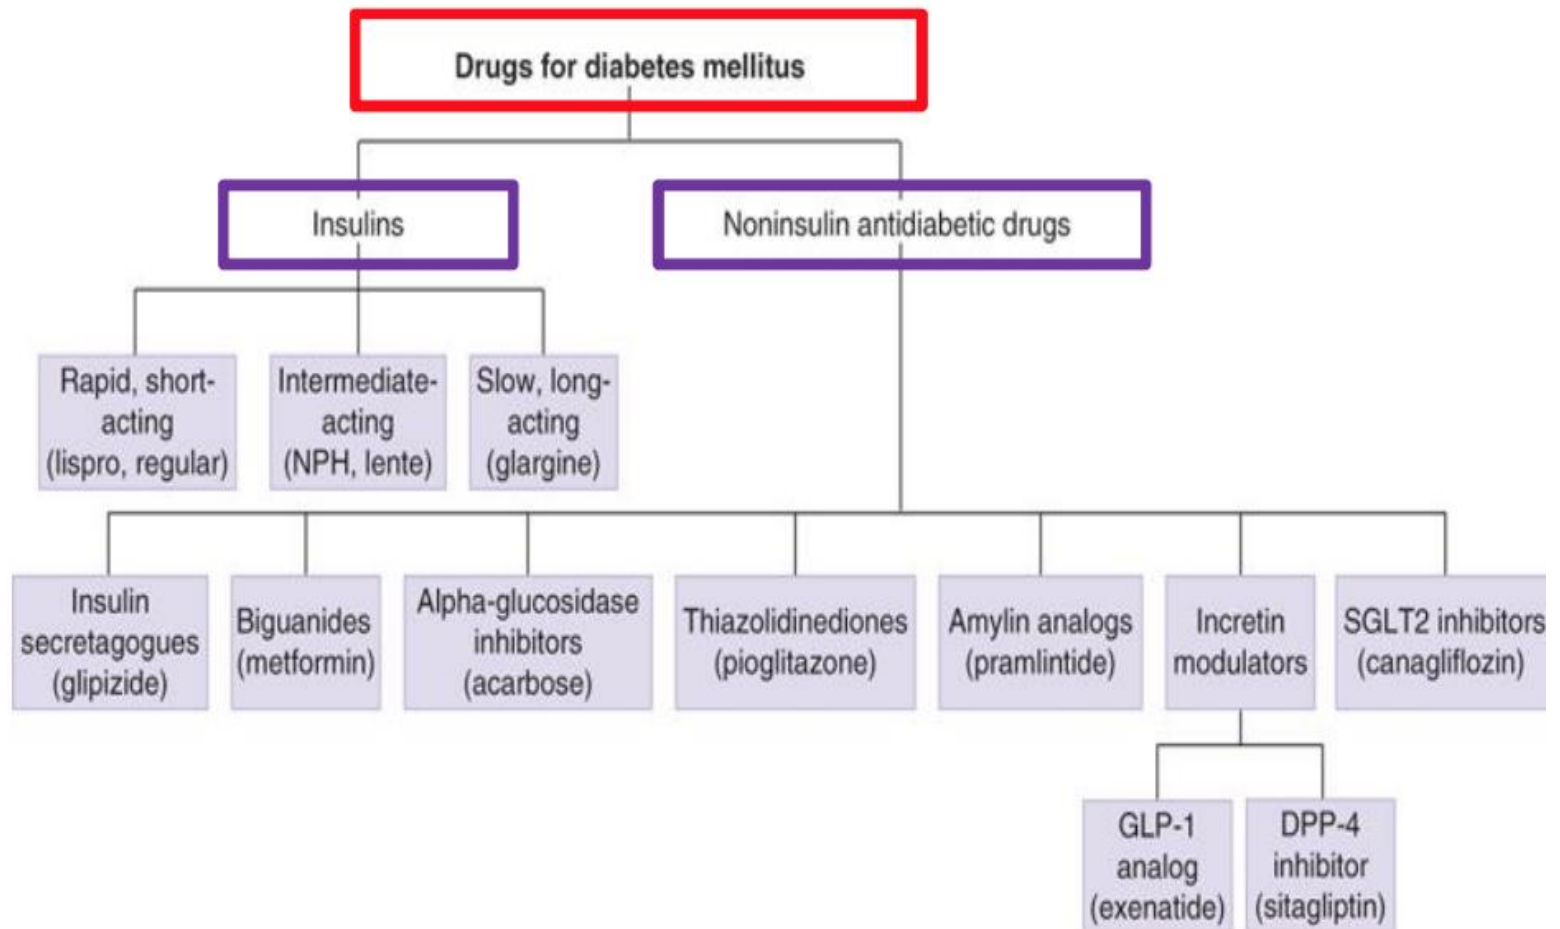 Drugs for diabetes mellitus
Insulins
Noninsulin antidiabetic drugs
Rapid, short-
acting
(lispro, regular)
Intermediate-
acting
(NPH, lente)
Slow, long-
acting
(glargine)
Insulin
secretagogues
(glipizide)
Biguanides
(metformin)
Alpha-glucosidase
inhibitors
(acarbose)
Thiazolidinediones
(pioglitazone)
Amylin analogs
(pramlintide)
Incretin
modulators
SGLT2 inhibitors
(canagliflozin)
GLP-1
analog
(exenatide)
DPP-4
inhibitor
(sitagliptin)